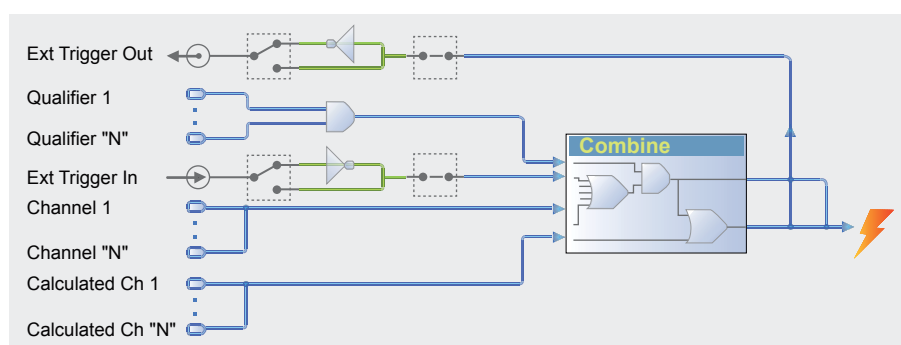 Ext Trigger Out
Qualifier 1
Qualifier "N"
Ext Trigger In
Channel 1
Channel "N"
Calculated Ch 1
Calculated Ch "N"
Combine